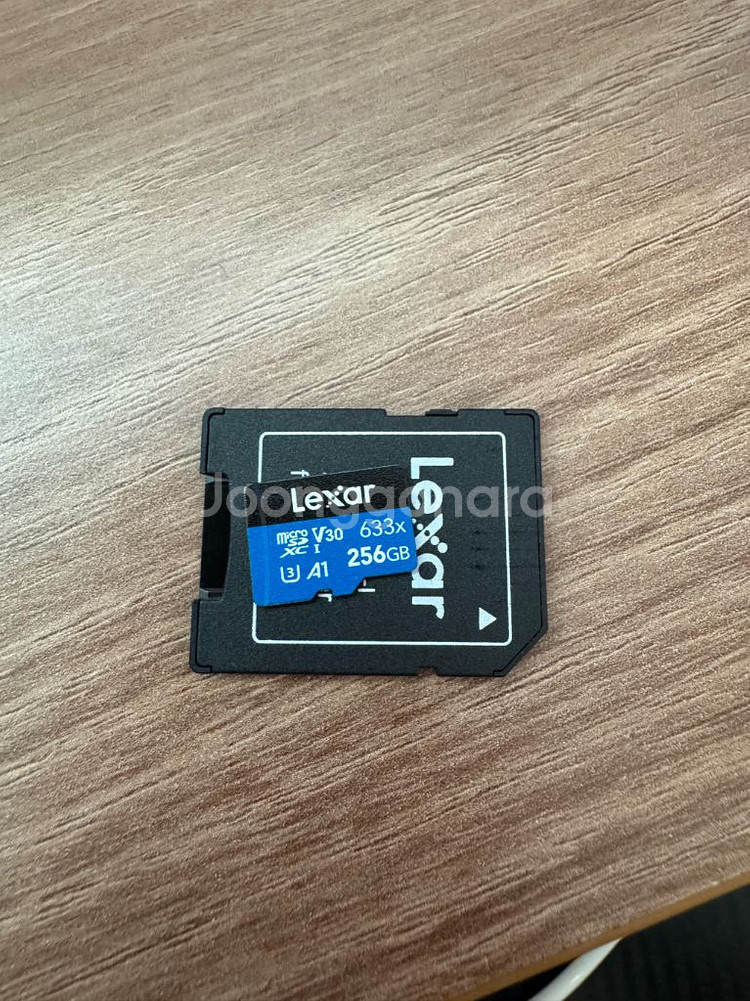 Lexar
micro SD XC I V30 633x
U3 A1 256GB
Lexar
Joonggonara